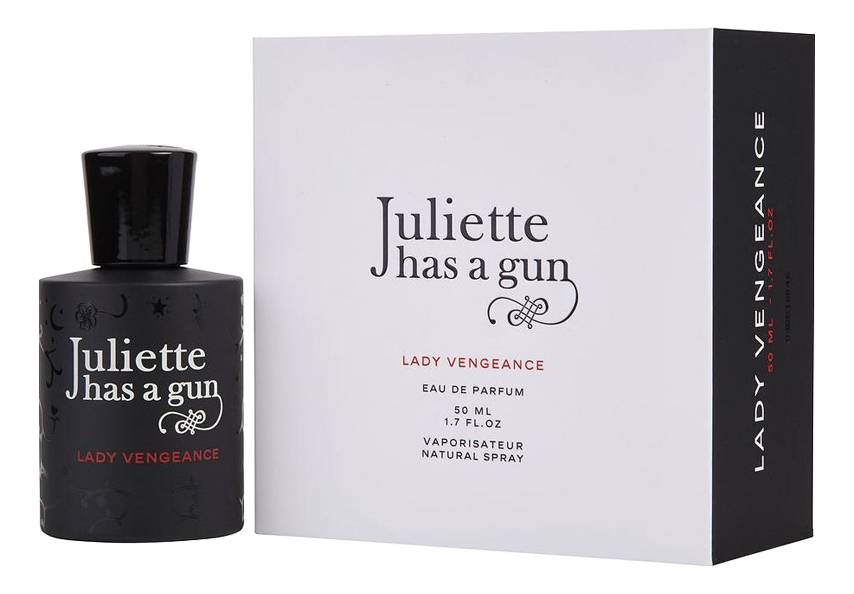 Juliette
has a gun
LADY VENGEANCE
Juliette
has a gun
LADY VENGEANCE
EAU DE PARFUM
50 ML
1.7 FL.OZ
VAPORISATEUR
NATURAL SPRAY
LADY VENGEANCE
50 ML - 1.7 FL.OZ